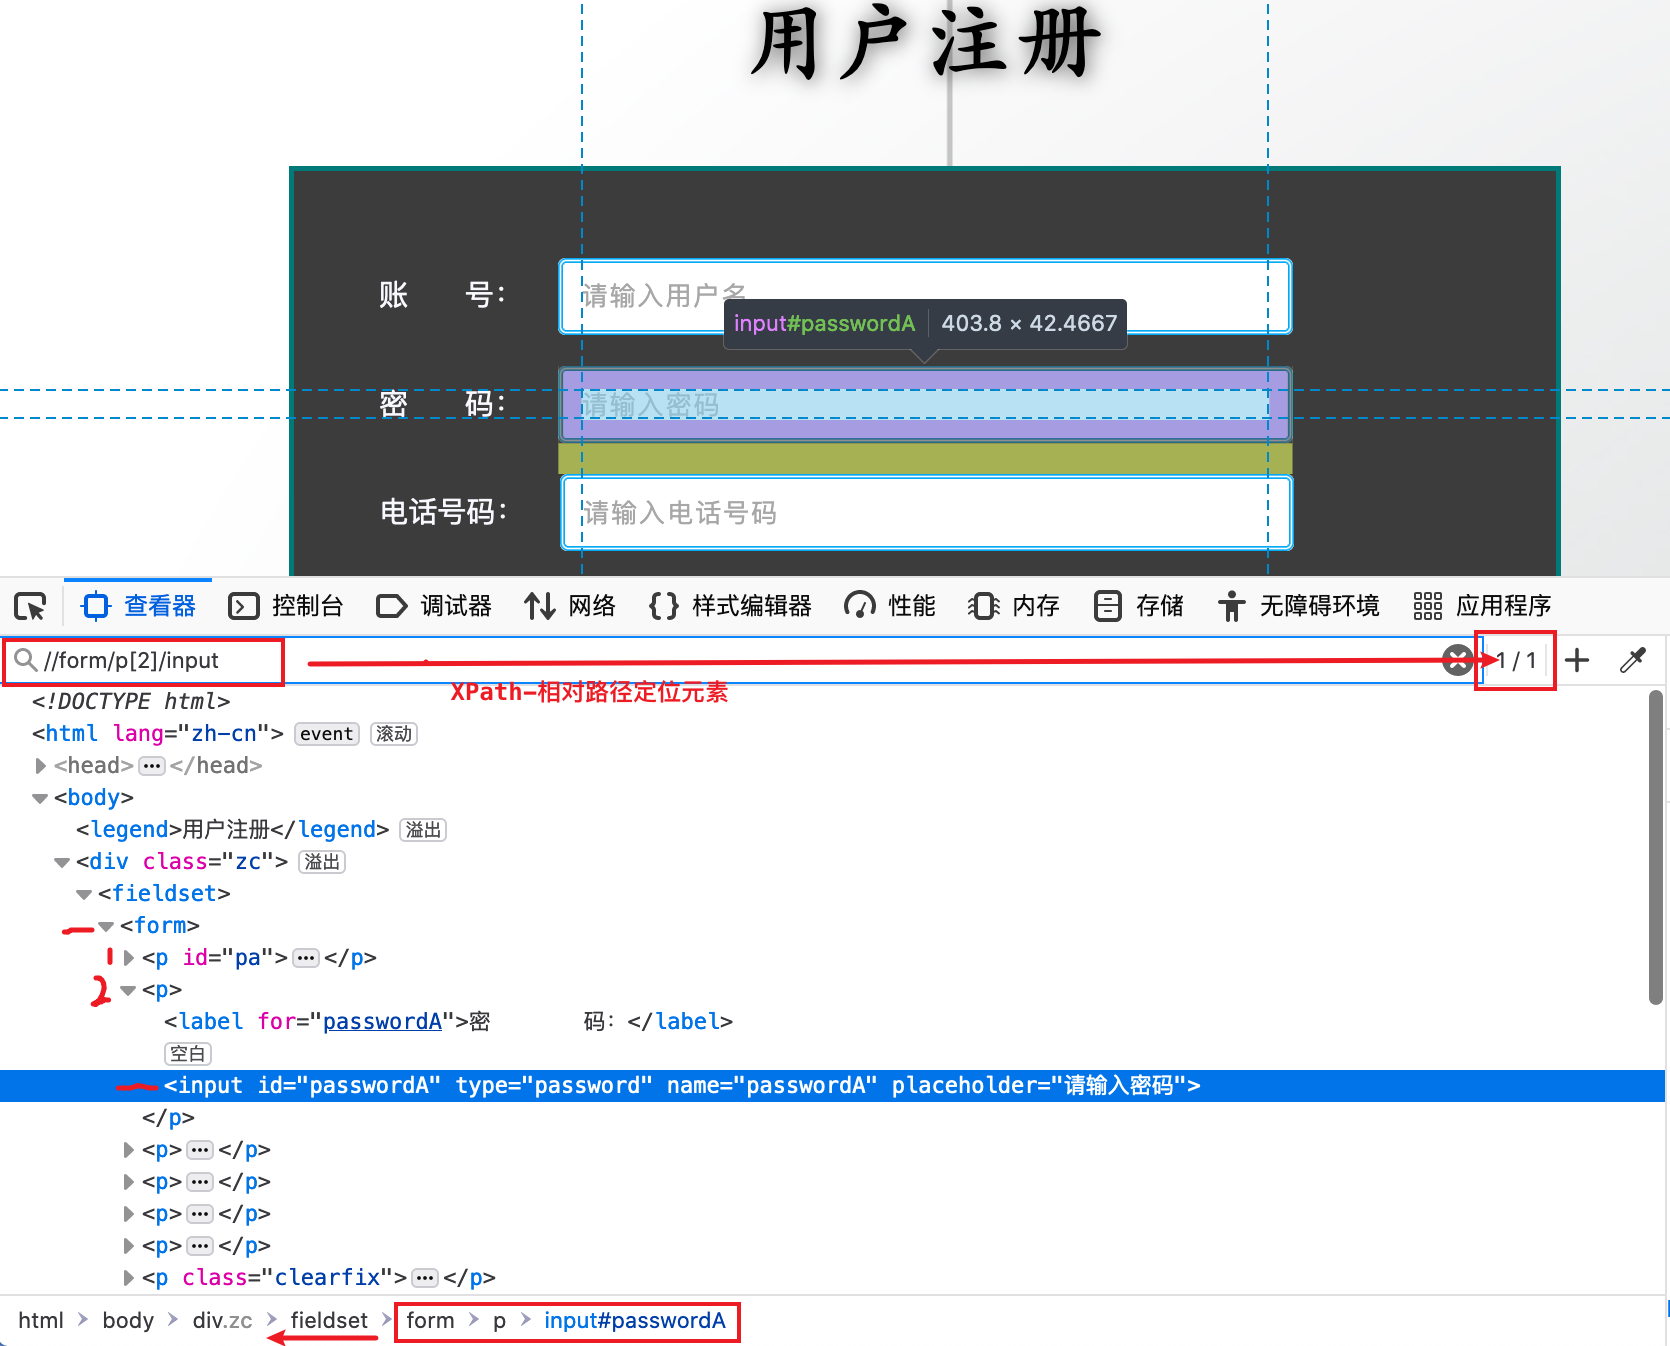 用户注册
账 号：
请输入用户名
input#passwordA 403.8 × 42.4667
密 码：
请输入密码
电话号码：
请输入电话号码
查看器 控制台 调试器 网络 样式编辑器 性能 内存 存储 无障碍环境 应用程序
//form/p[2]/input 1 / 1
XPath-相对路径定位元素
<!DOCTYPE html>
<html lang="zh-cn"> event 滚动
<head>…</head>
<body>
<legend>用户注册</legend> 溢出
<div class="zc"> 溢出
<fieldset>
<form>
1 <p id="pa">…</p>
2 <p>
<label for="passwordA">密 码：</label>
空白
<input id="passwordA" type="password" name="passwordA" placeholder="请输入密码">
</p>
<p>…</p>
<p>…</p>
<p>…</p>
<p>…</p>
<p class="clearfix">…</p>
html > body > div.zc > fieldset > form > p > input#passwordA